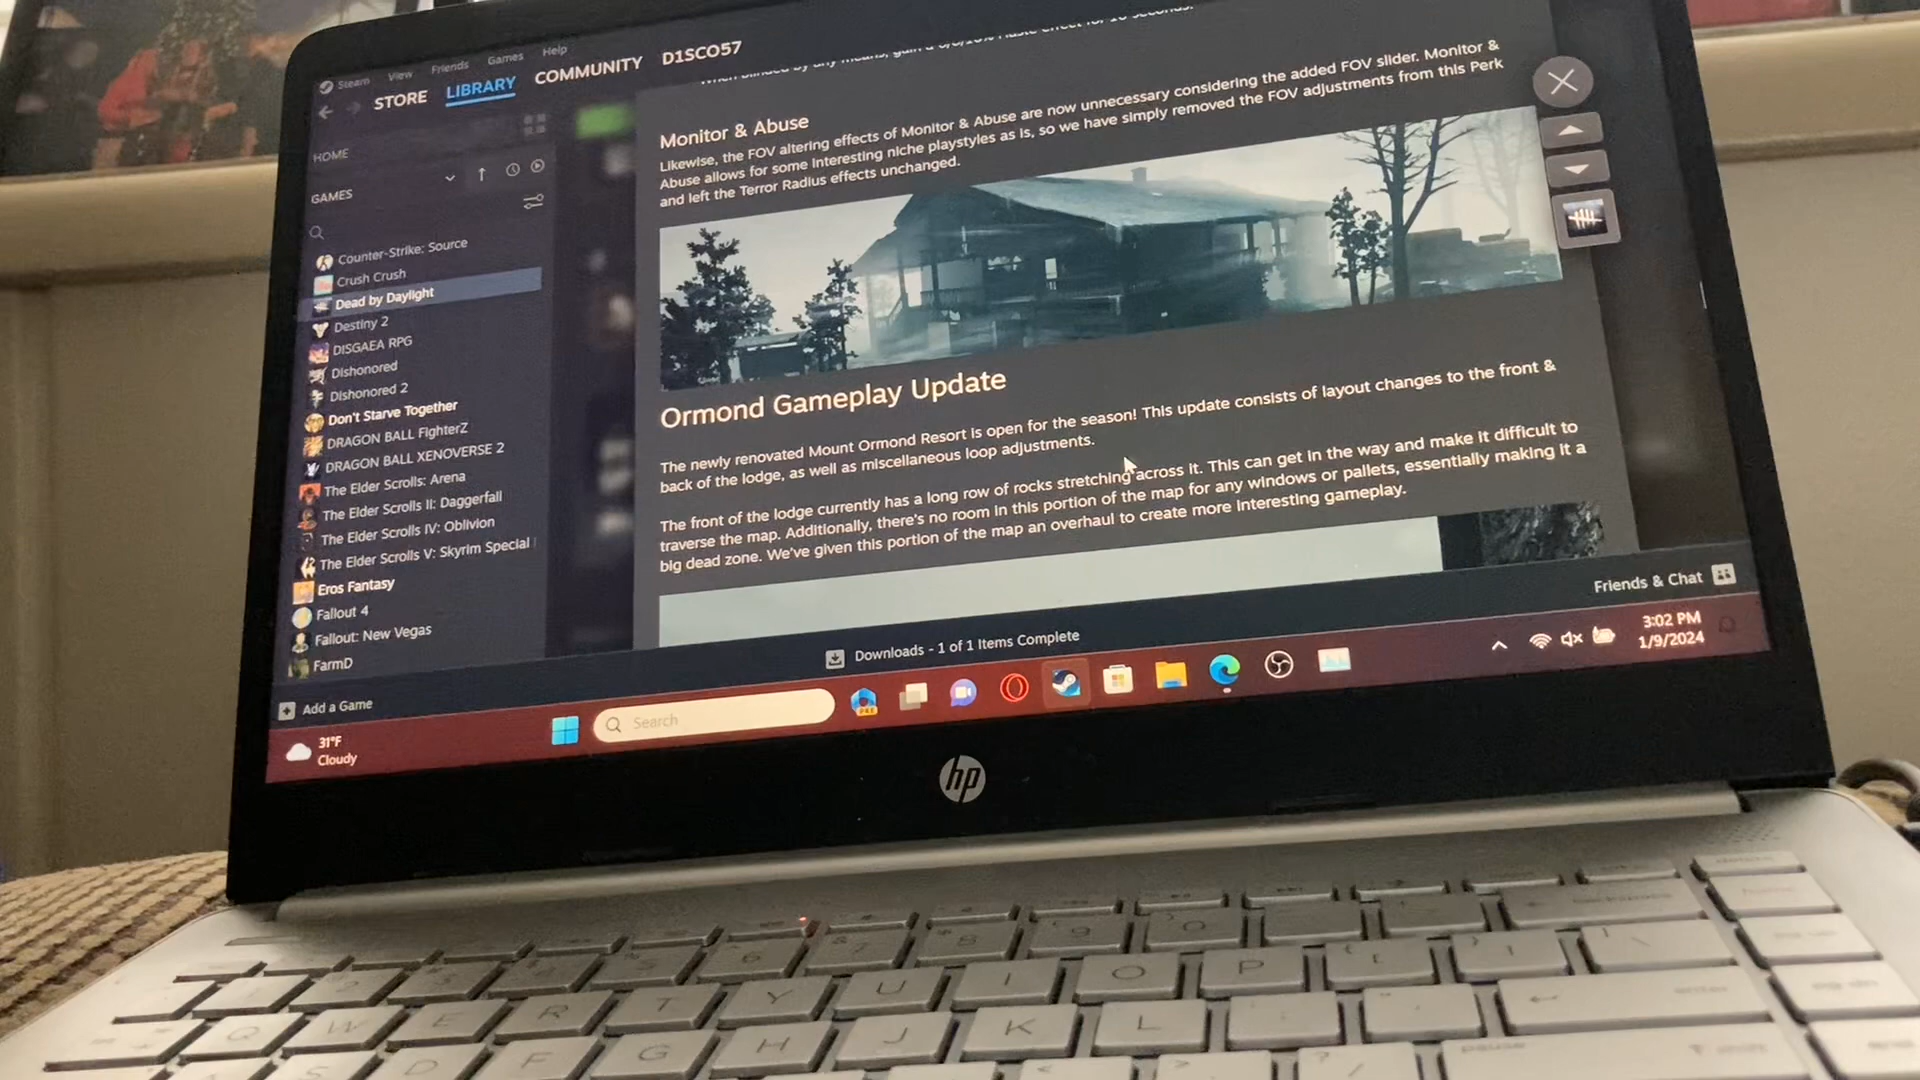 Steam View Friends Games Help
STORE LIBRARY COMMUNITY D1SCO57
HOME
GAMES
Counter-Strike: Source
Crush Crush
Dead by Daylight
Destiny 2
DISGAEA RPG
Dishonored
Dishonored 2
Don't Starve Together
DRAGON BALL FighterZ
DRAGON BALL XENOVERSE 2
The Elder Scrolls: Arena
The Elder Scrolls II: Daggerfall
The Elder Scrolls IV: Oblivion
The Elder Scrolls V: Skyrim Special
Eros Fantasy
Fallout 4
Fallout: New Vegas
FarmD
Add a Game
Monitor & Abuse
Likewise, the FOV altering effects of Monitor & Abuse are now unnecessary considering the added FOV slider. Monitor &
Abuse allows for some interesting niche playstyles as is, so we have simply removed the FOV adjustments from this Perk
and left the Terror Radius effects unchanged.
Ormond Gameplay Update
The newly renovated Mount Ormond Resort is open for the season! This update consists of layout changes to the front &
back of the lodge, as well as miscellaneous loop adjustments.
The front of the lodge currently has a long row of rocks stretching across it. This can get in the way and make it difficult to
traverse the map. Additionally, there's no room in this portion of the map for any windows or pallets, essentially making it a
big dead zone. We've given this portion of the map an overhaul to create more interesting gameplay.
Friends & Chat
Downloads - 1 of 1 Items Complete
31°F
Cloudy
Search
PRE
3:02 PM
1/9/2024
hp
6 7 8 9 0
Q W E R T Y U I O P
enter
D F G H J K L
pause